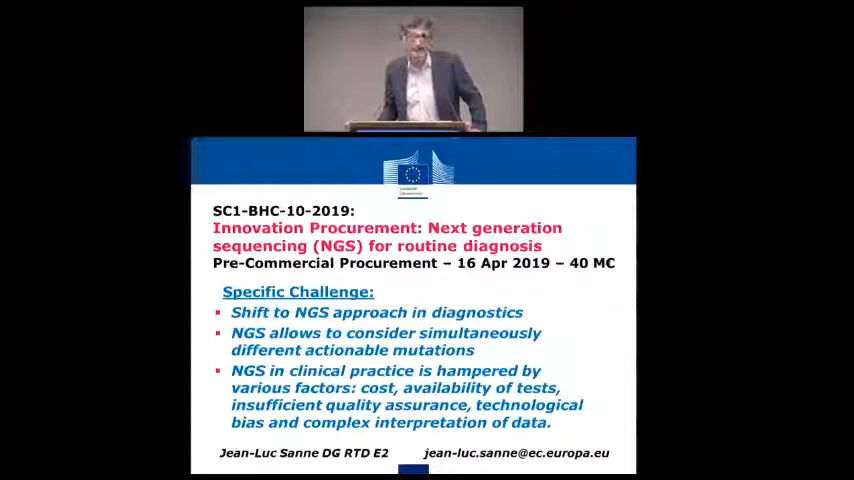 SC1-BHC-10-2019:
Innovation Procurement: Next generation
sequencing (NGS) for routine diagnosis
Pre-Commercial Procurement – 16 Apr 2019 – 40 M€
Specific Challenge:
Shift to NGS approach in diagnostics
NGS allows to consider simultaneously
different actionable mutations
NGS in clinical practice is hampered by
various factors: cost, availability of tests,
insufficient quality assurance, technological
bias and complex interpretation of data.
Jean-Luc Sanne DG RTD E2 jean-luc.sanne@ec.europa.eu